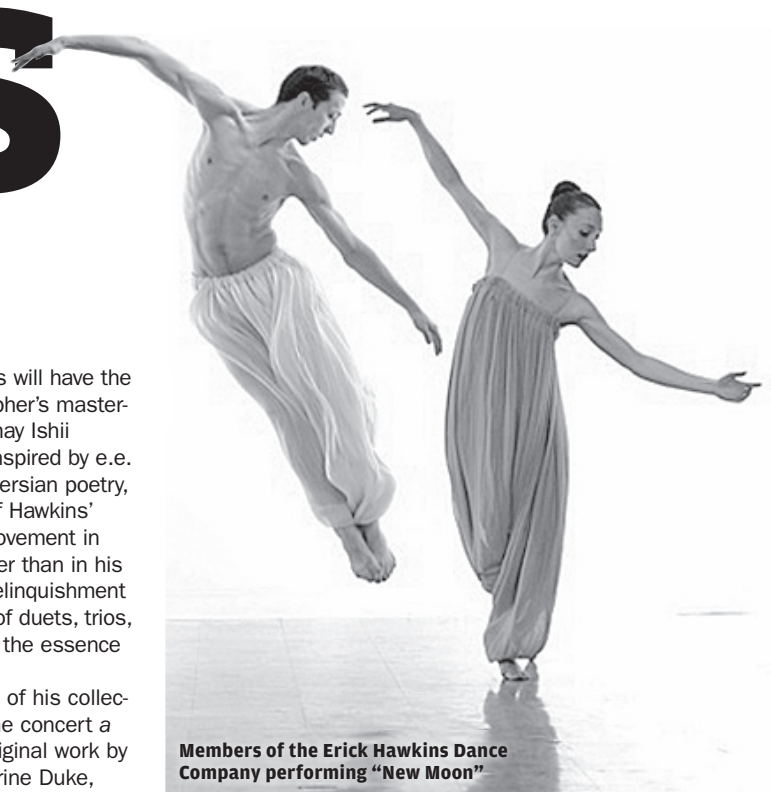 S
s will have the
pher's master-
nay Ishii
nspired by e.e.
ersian poetry,
f Hawkins'
ovement in
er than in his
elinquishment
of duets, trios,
the essence
of his collec-
ne concert a
iginal work by
rine Duke,
Members of the Erick Hawkins Dance
Company performing “New Moon”